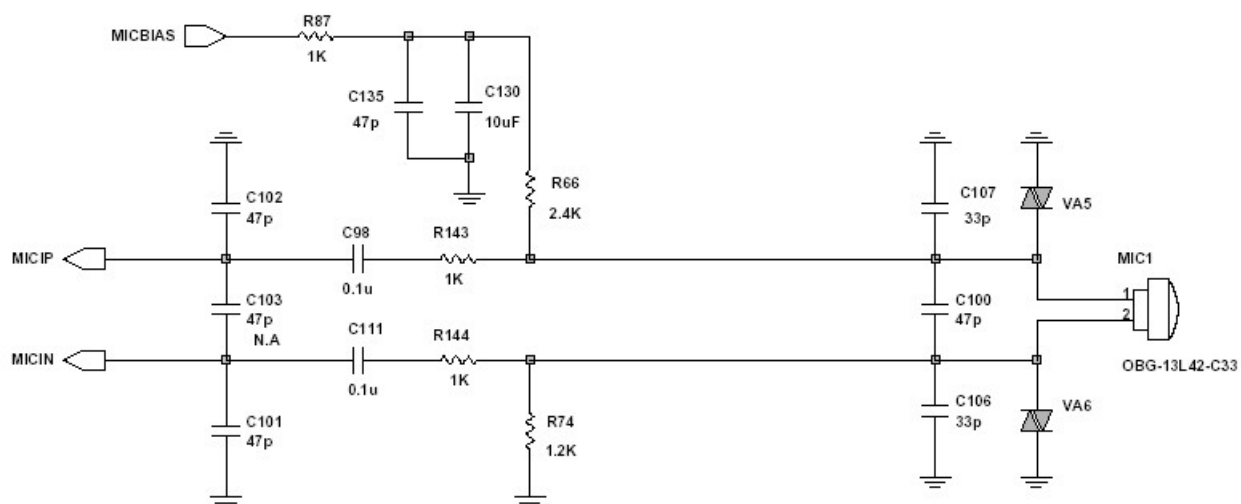 R87
MICBIAS
1K
C135
47p
C130
10uF
R66
2.4K
C102
47p
C107
33p
VA5
C98
R143
MICIP
0.1u
1K
MIC1
1
2
C103
47p
N.A
C100
47p
C111
R144
MICIN
0.1u
1K
OBG-13L42-C33
C101
47p
R74
1.2K
C106
33p
VA6